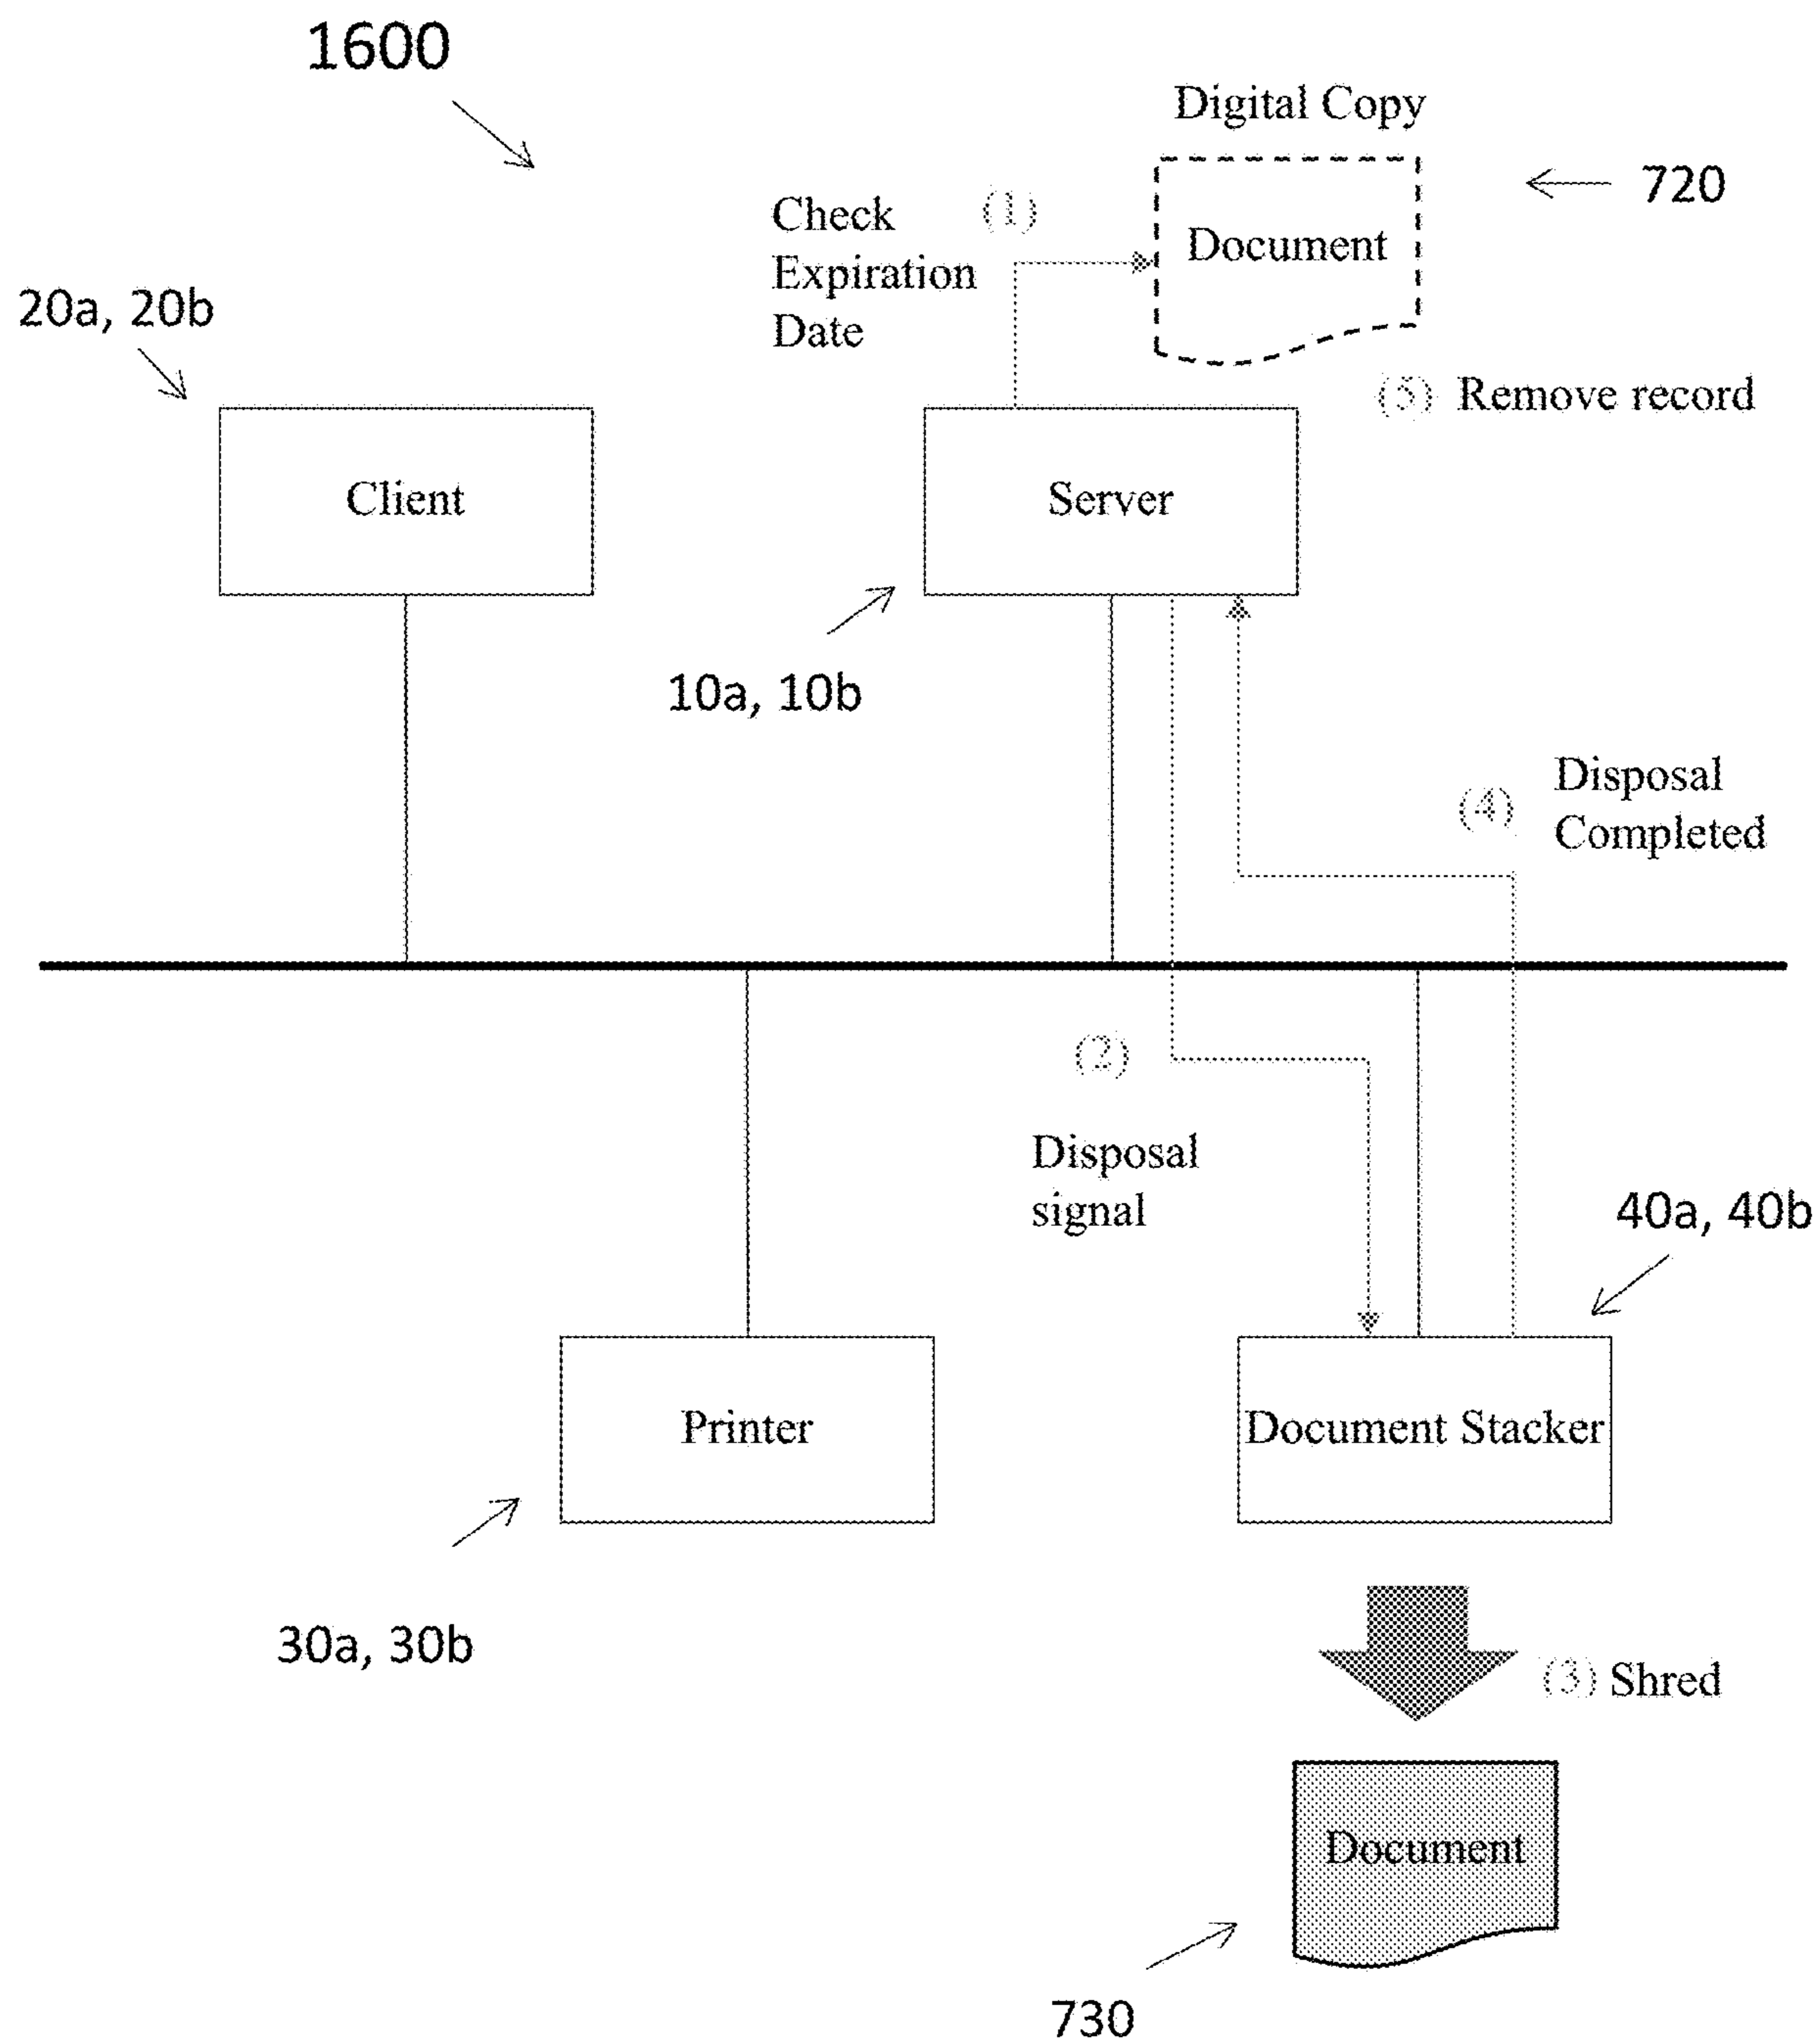 1600
Digital Copy
720
Check
Expiration
Date
(1)
Document
20a, 20b
(5) Remove record
Client
Server
10a, 10b
(4)
Disposal
Completed
(2)
Disposal
signal
40a, 40b
Printer
Document Stacker
30a, 30b
(3) Shred
Document
730